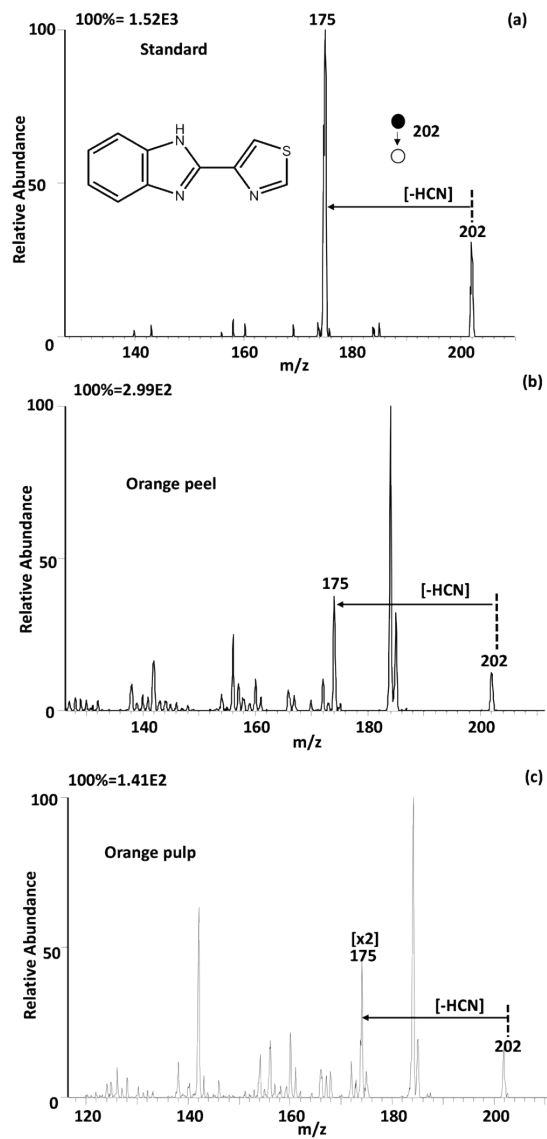 100%= 1.52E3
(a)
175
100
Standard
H
N
S
N
N
202
[-HCN]
202
50
0
Relative Abundance
140 160 180 200
m/z
100%=2.99E2
(b)
100
Orange peel
50
175
[-HCN]
202
0
Relative Abundance
140 160 180 200
m/z
100%=1.41E2
(c)
100
Orange pulp
[x2]
175
50
[-HCN]
202
0
Relative Abundance
120 140 160 180 200
m/z